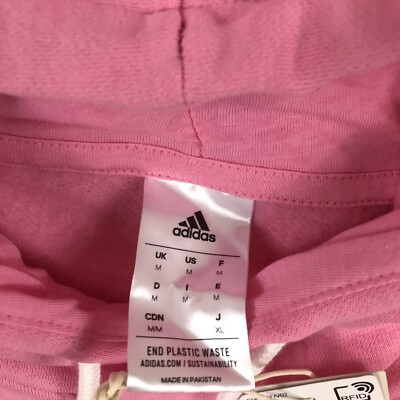 adidas
UK US F
M M M
D I E
M M M
CDN J
M/M XL
END PLASTIC WASTE
ADIDAS.COM / SUSTAINABILITY
MADE IN PAKISTAN
RFID